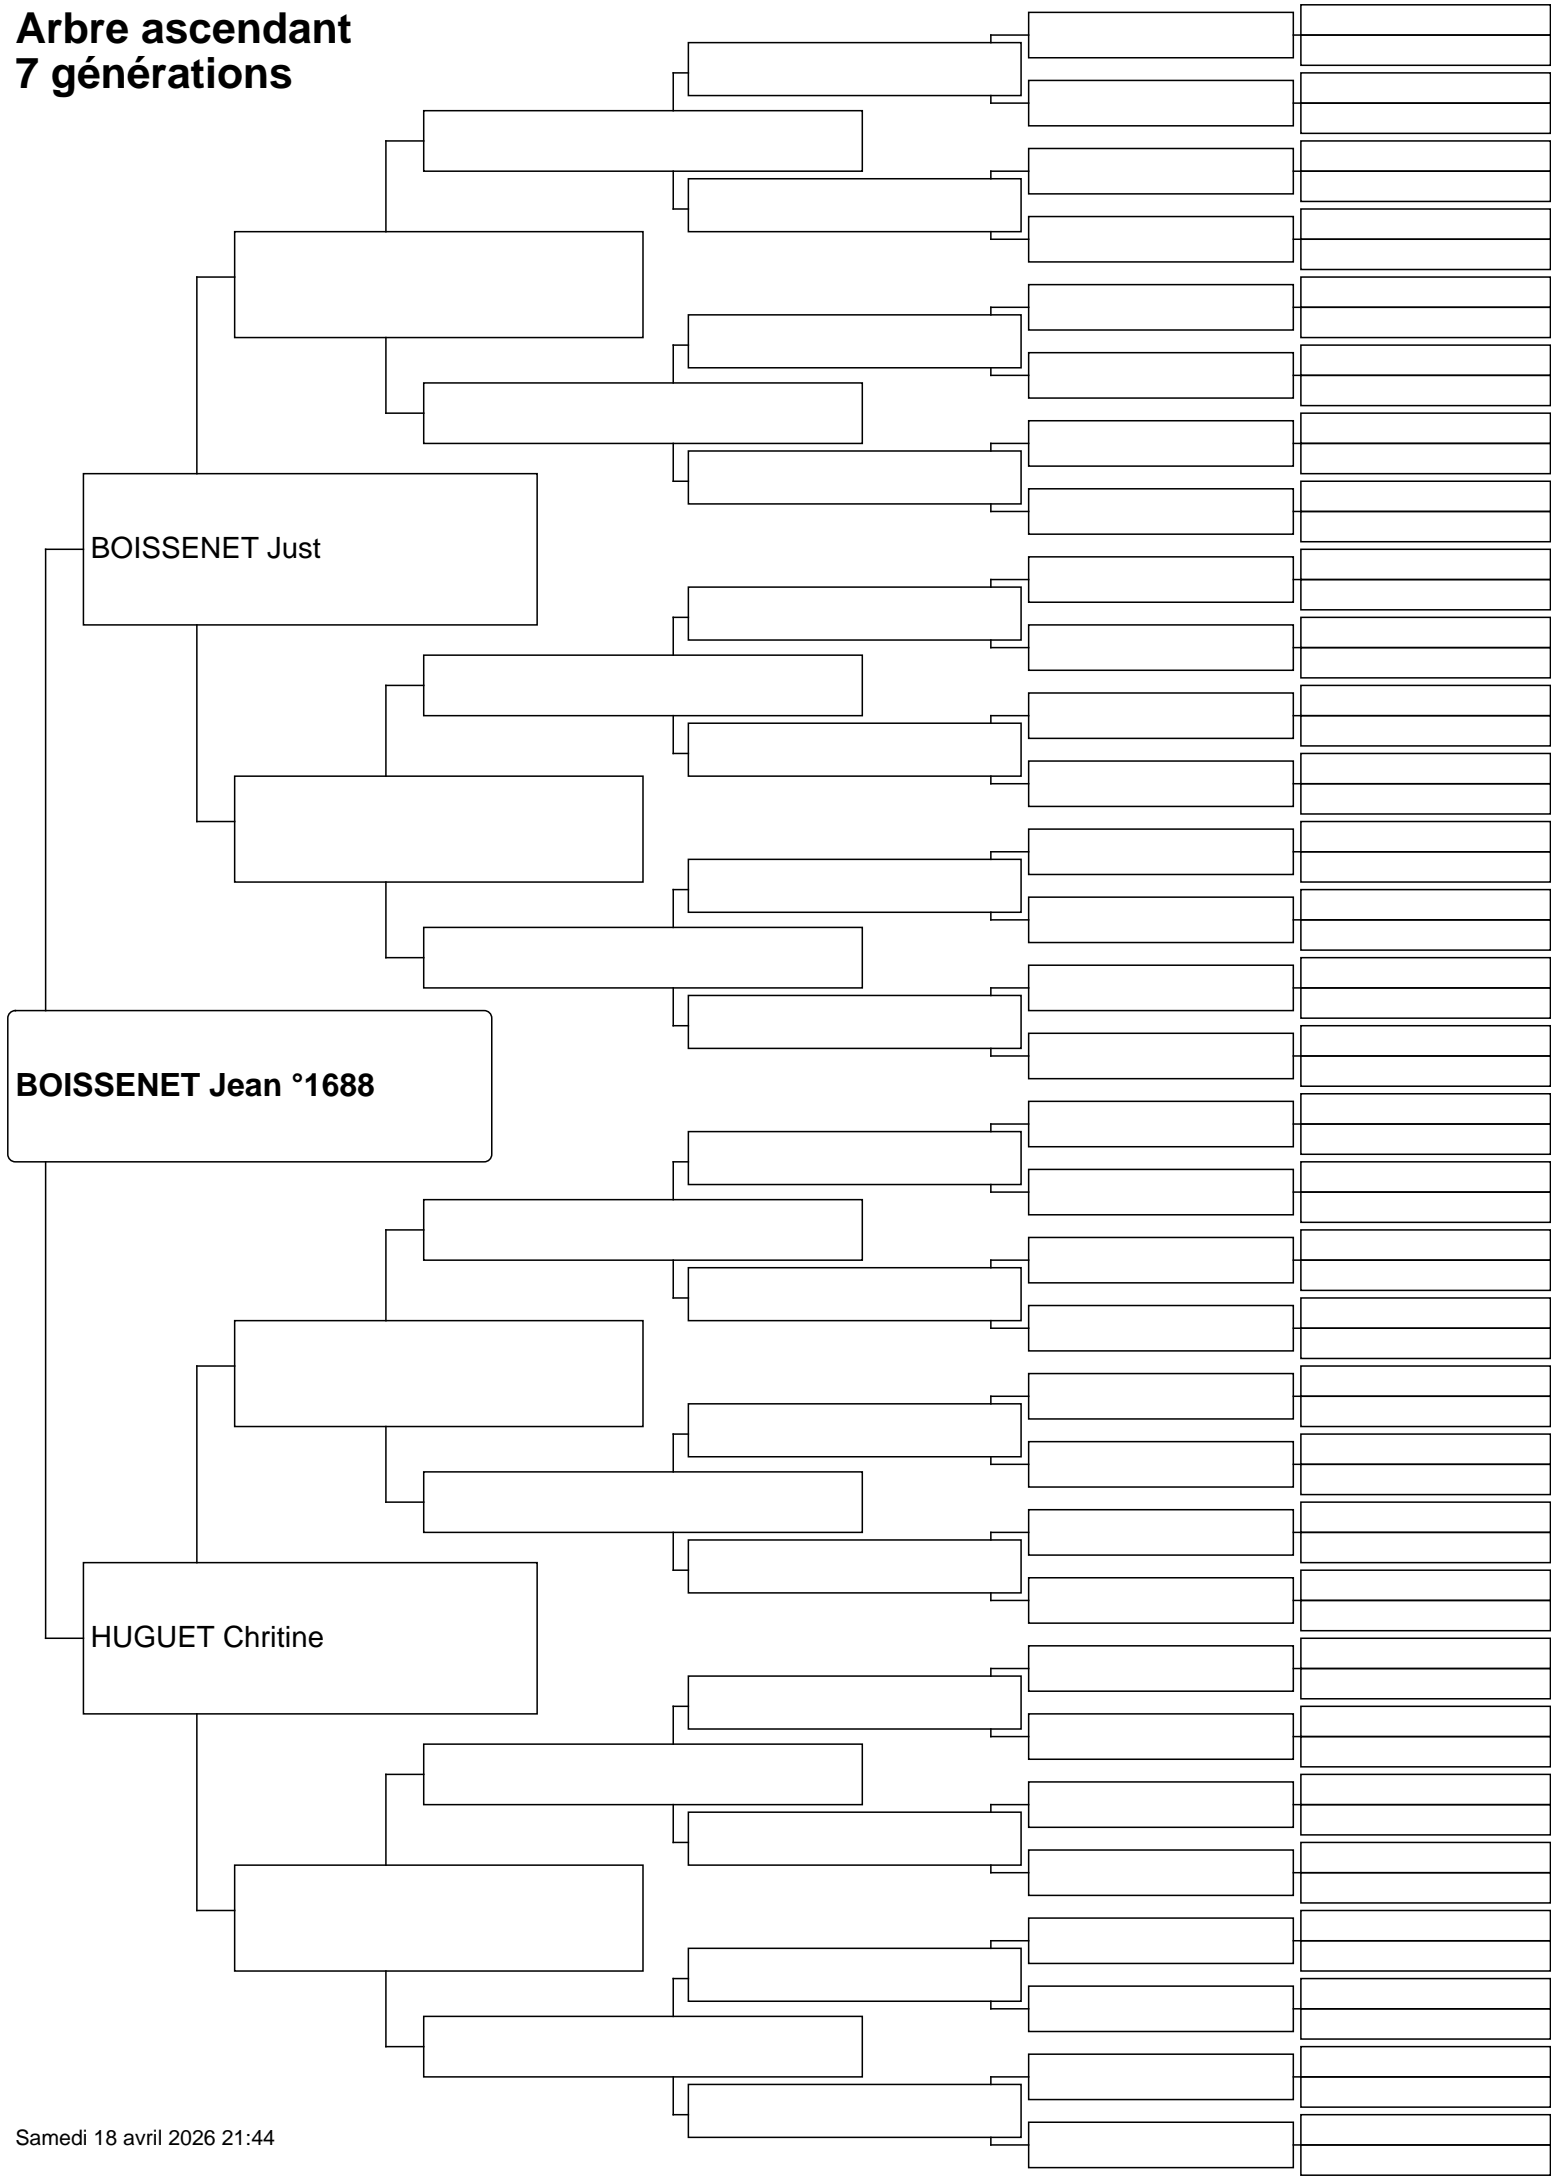 Arbre ascendant
7 générations
BOISSENET Just
BOISSENET Jean °1688
HUGUET Chritine
Samedi 18 avril 2026 21:44